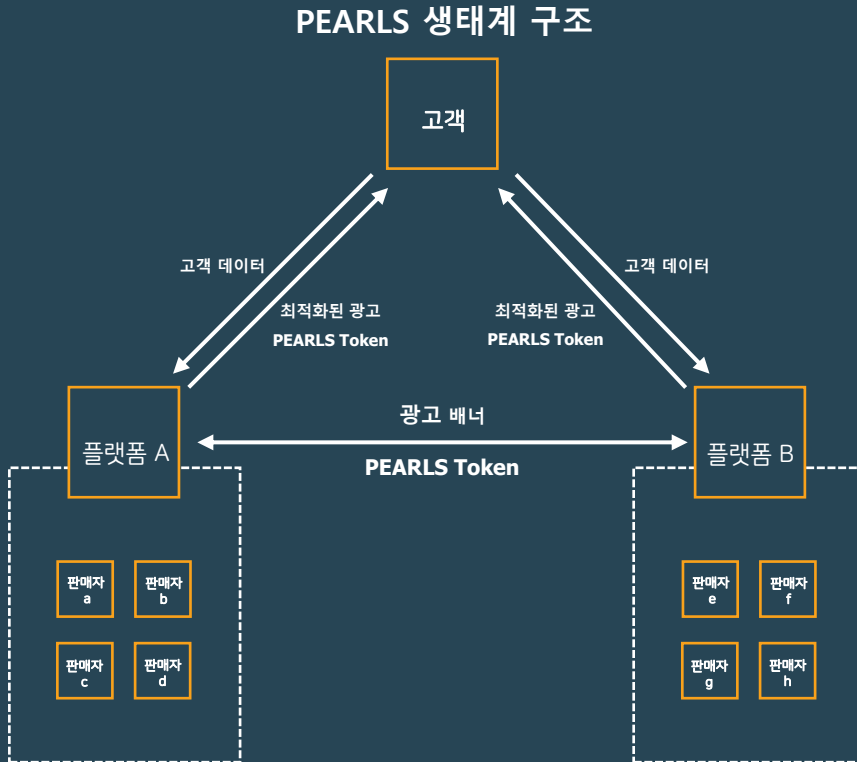 PEARLS 생태계 구조
고객
고객 데이터
고객 데이터
최적화된 광고
PEARLS Token
최적화된 광고
PEARLS Token
광고 배너
PEARLS Token
플랫폼 A
플랫폼 B
판매자
a
판매자
b
판매자
c
판매자
d
판매자
e
판매자
f
판매자
g
판매자
h